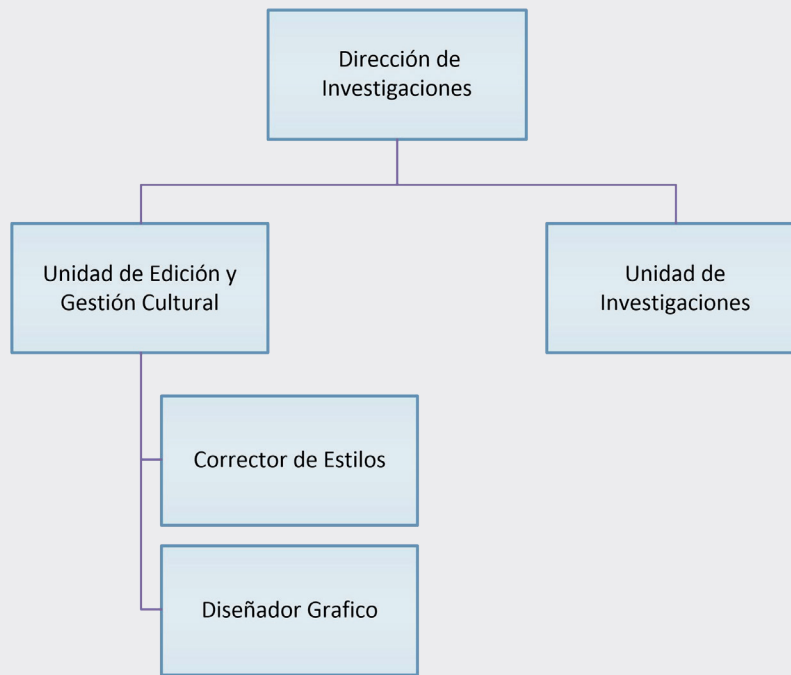 Dirección de
Investigaciones
Unidad de Edición y
Gestión Cultural
Unidad de
Investigaciones
Corrector de Estilos
Diseñador Grafico